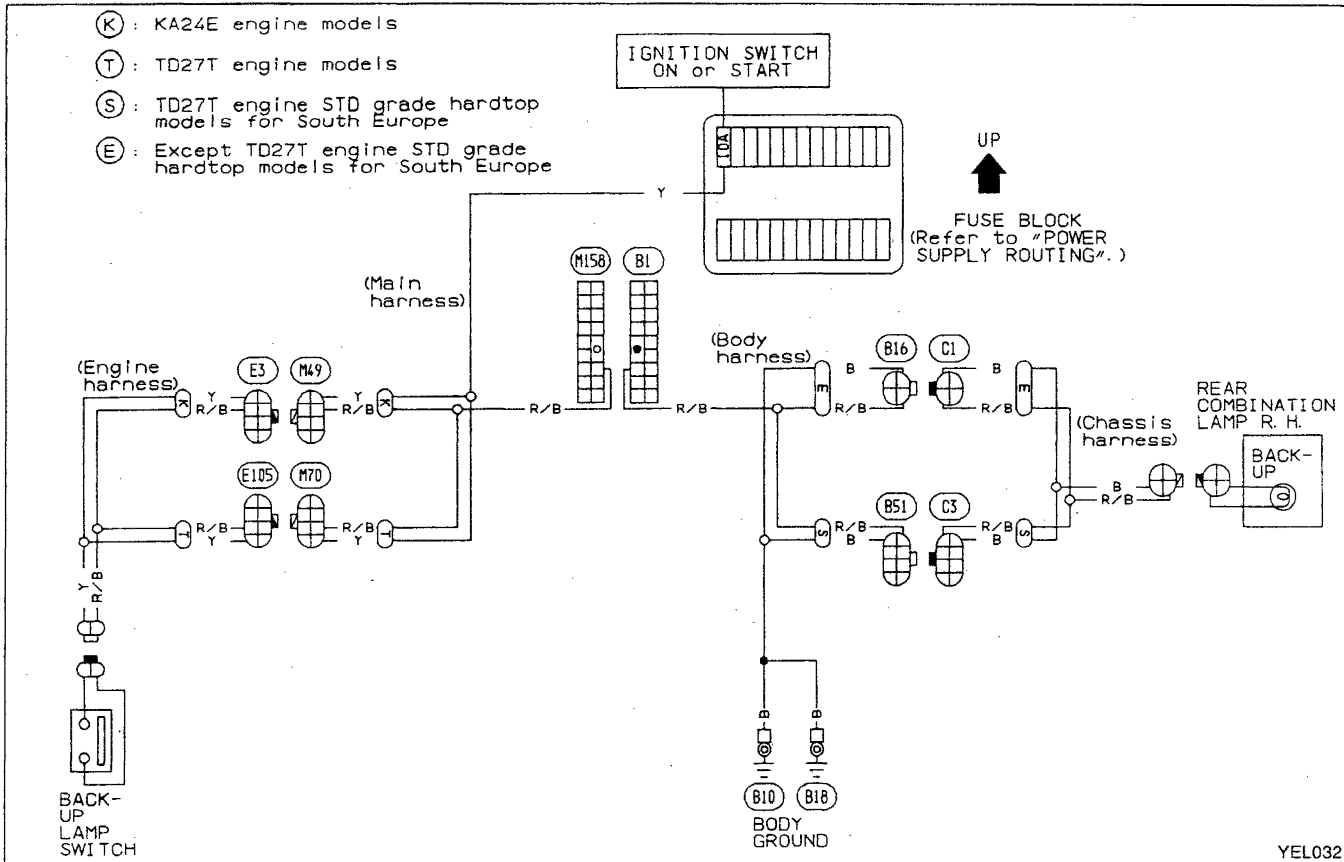 K : KA24E engine models
T : TD27T engine models
S : TD27T engine STD grade hardtop
models for South Europe
E : Except TD27T engine STD grade
hardtop models for South Europe
IGNITION SWITCH
ON or START
10A
UP
FUSE BLOCK
(Refer to "POWER
SUPPLY ROUTING".)
Y
(Main
harness)
M158
B1
(Engine
harness)
E3
M49
K
Y
R/B
Y
R/B
K
R/B
E105
M70
T
R/B
Y
R/B
Y
T
Y
R/B
BACK-
UP
LAMP
SWITCH
(Body
harness)
R/B
B16
C1
E
B
R/B
B
R/B
E
B51
C3
S
R/B
B
R/B
B
S
(Chassis
harness)
B
R/B
REAR
COMBINATION
LAMP R. H.
BACK-
UP
B
B
B10
B18
BODY
GROUND
YEL032